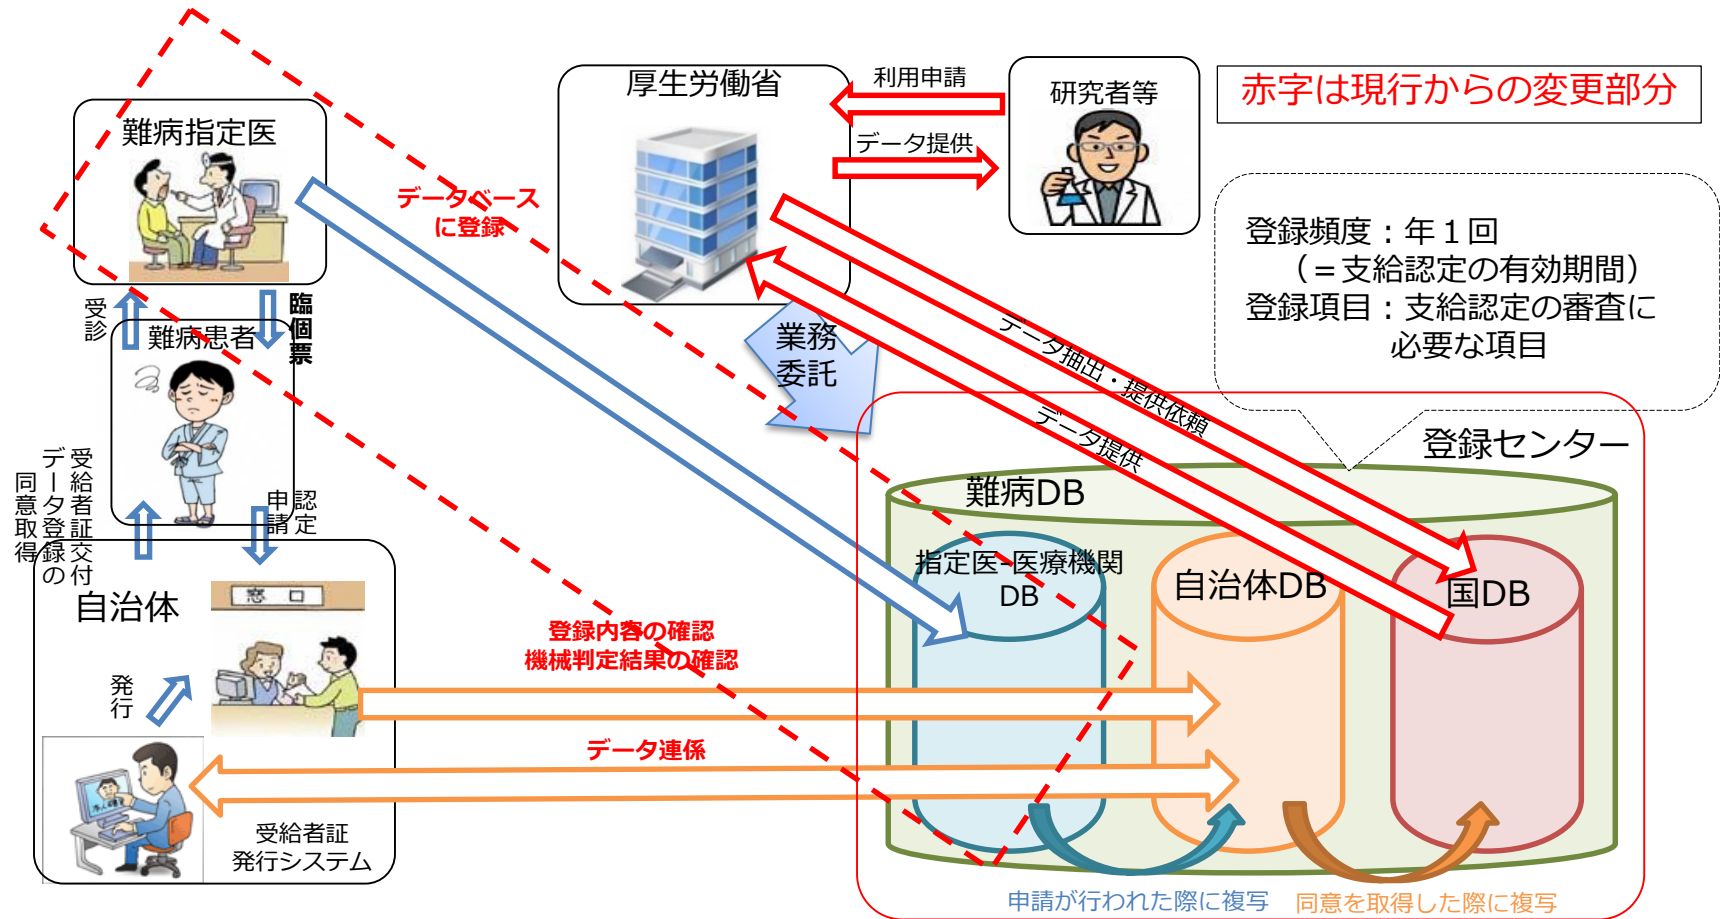 厚生労働省
利用申請
データ提供
研究者等
赤字は現行からの変更部分
難病指定医
データベース
に登録
登録頻度：年１回
（＝支給認定の有効期間）
登録項目：支給認定の審査に
必要な項目
受診
臨個票
難病患者
業務
委託
データ抽出・提供依頼
データ提供
登録センター
難病DB
受給者証交付
データ登録の
同意取得
認定
申請
指定医-医療機関
DB
自治体DB
国DB
自治体
窓 口
登録内容の確認
機械判定結果の確認
発行
データ連係
受給者証
発行システム
申請が行われた際に複写
同意を取得した際に複写